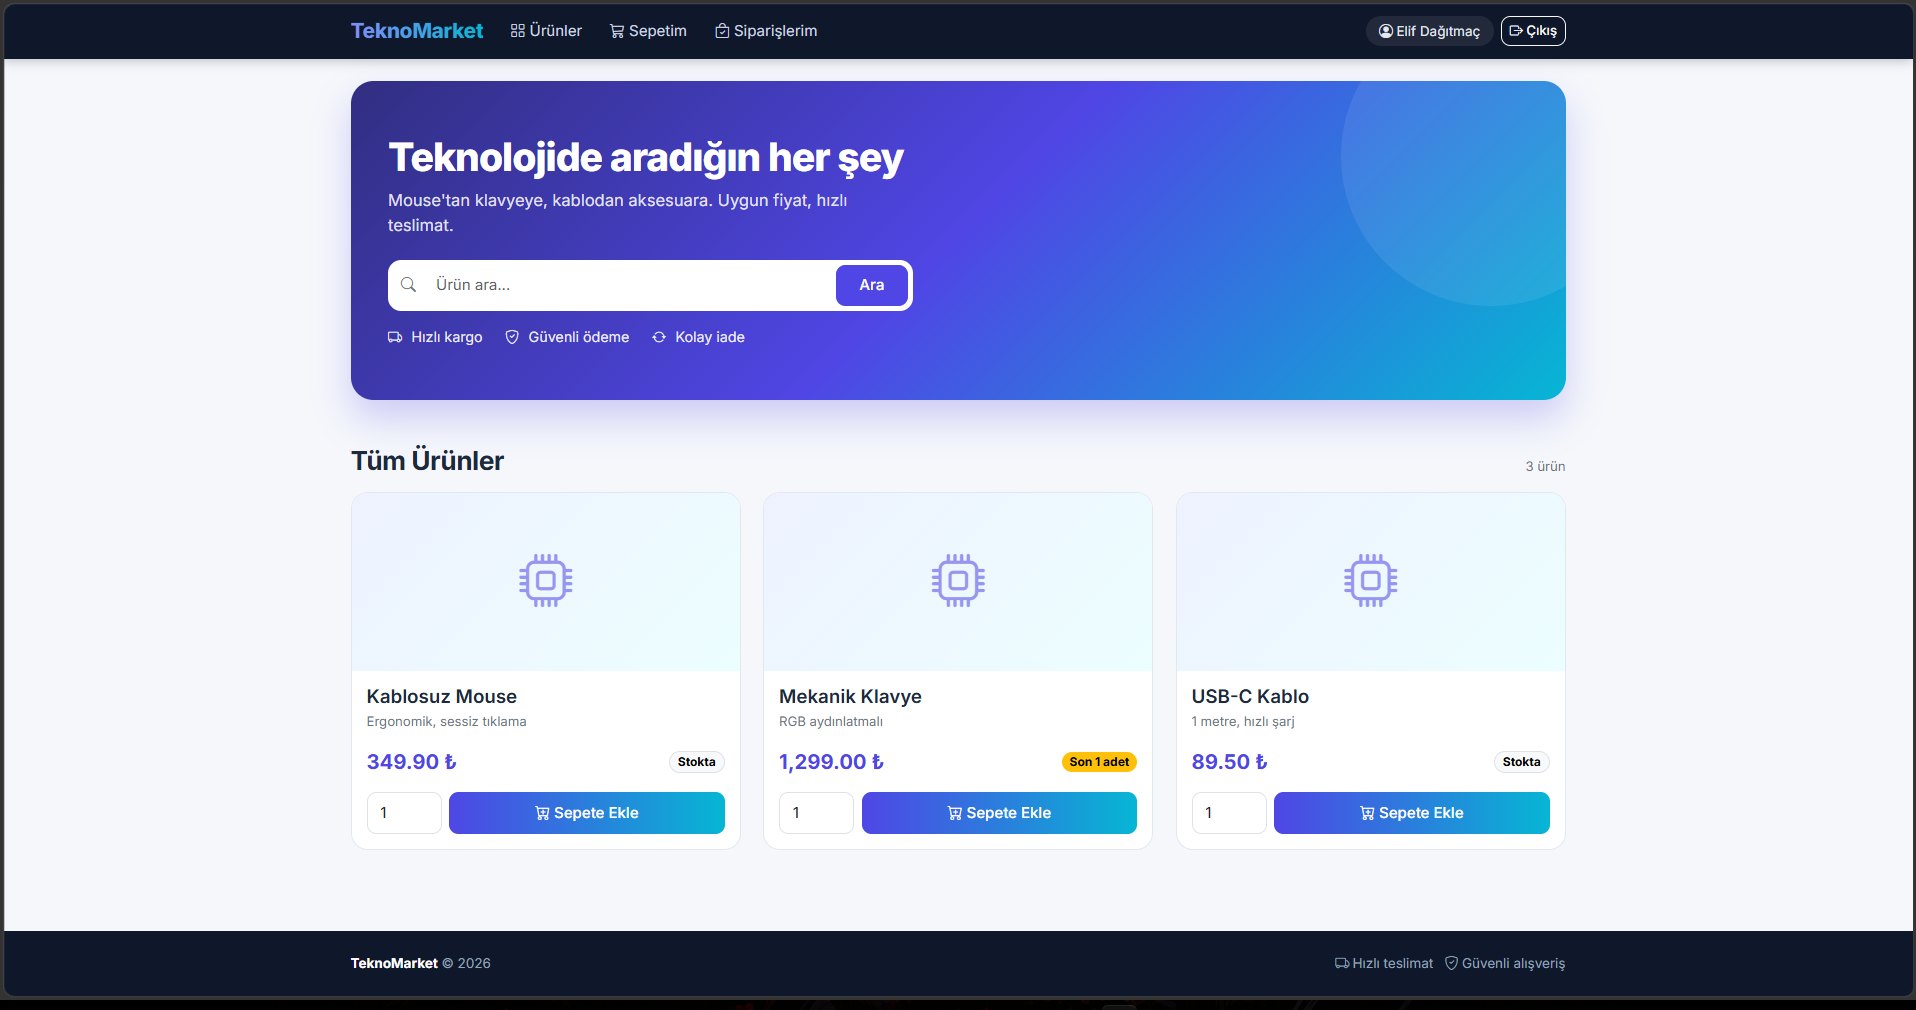 TeknoMarket Ürünler Sepetim Siparişlerim Elif Dağıtmaç Çıkış
Teknolojide aradığın her şey
Mouse'tan klavyeye, kablodan aksesuara. Uygun fiyat, hızlı
teslimat.
Ürün ara... Ara
Hızlı kargo Güvenli ödeme Kolay iade
Tüm Ürünler 3 ürün
Kablosuz Mouse
Ergonomik, sessiz tıklama
349.90 ₺ Stokta
1 Sepete Ekle
Mekanik Klavye
RGB aydınlatmalı
1,299.00 ₺ Son 1 adet
1 Sepete Ekle
USB-C Kablo
1 metre, hızlı şarj
89.50 ₺ Stokta
1 Sepete Ekle
TeknoMarket © 2026 Hızlı teslimat Güvenli alışveriş